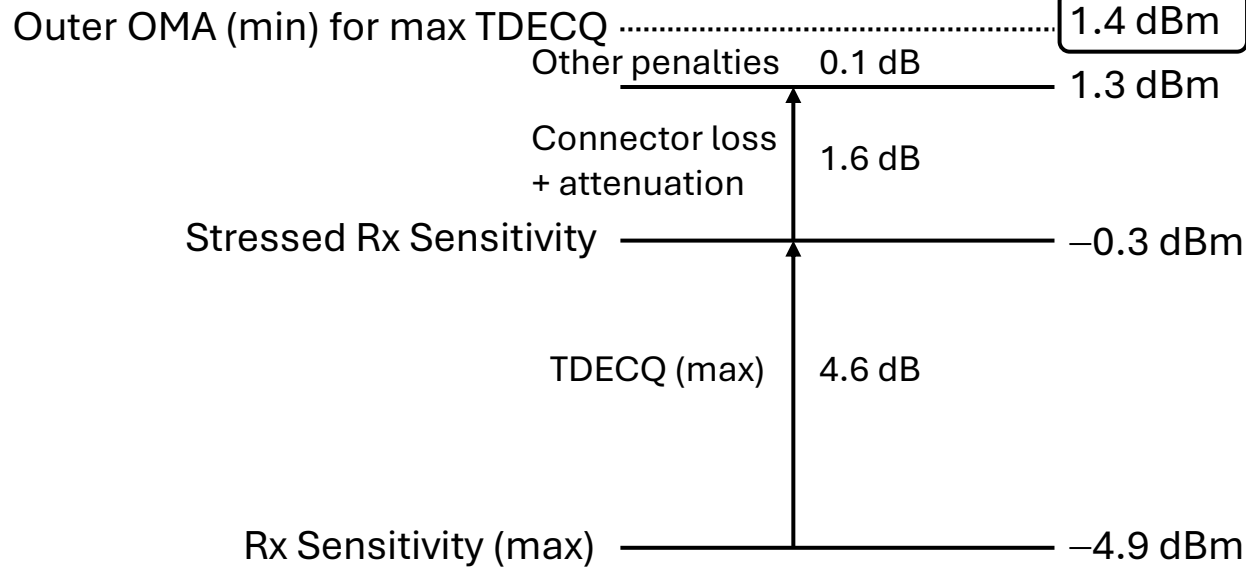 Outer OMA (min) for max TDECQ 1.4 dBm
Other penalties 0.1 dB
1.3 dBm
Connector loss
+ attenuation
1.6 dB
Stressed Rx Sensitivity –0.3 dBm
TDECQ (max) 4.6 dB
Rx Sensitivity (max) –4.9 dBm